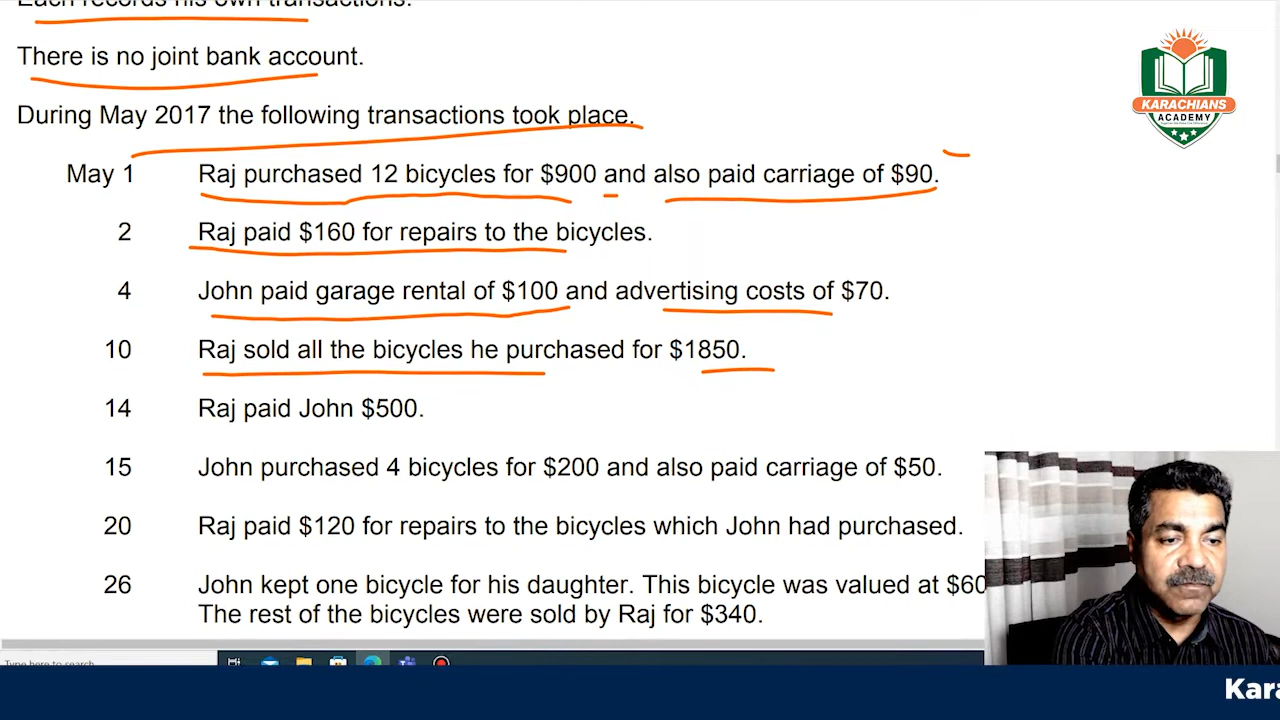 Each records his own transactions.
There is no joint bank account.
During May 2017 the following transactions took place.
May 1 Raj purchased 12 bicycles for $900 and also paid carriage of $90.
2 Raj paid $160 for repairs to the bicycles.
4 John paid garage rental of $100 and advertising costs of $70.
10 Raj sold all the bicycles he purchased for $1850.
14 Raj paid John $500.
15 John purchased 4 bicycles for $200 and also paid carriage of $50.
20 Raj paid $120 for repairs to the bicycles which John had purchased.
26 John kept one bicycle for his daughter. This bicycle was valued at $60
The rest of the bicycles were sold by Raj for $340.
KARACHIANS
ACADEMY
Type here to search
Kara